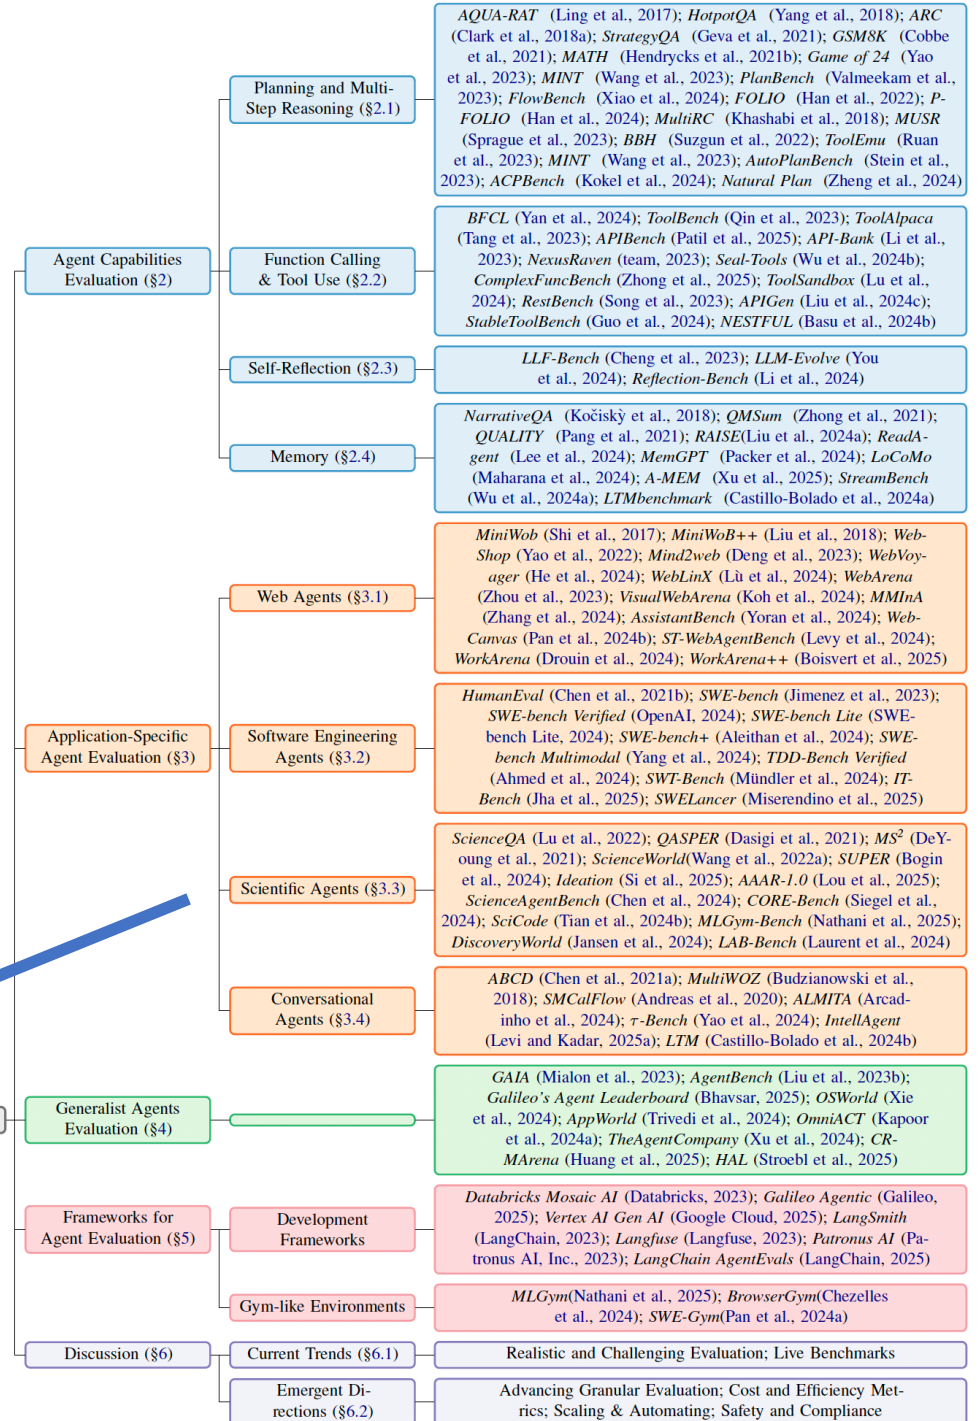 AQUA-RAT (Ling et al., 2017); HotpotQA (Yang et al., 2018); ARC
(Clark et al., 2018a); StrategyQA (Geva et al., 2021); GSM8K (Cobbe
et al., 2021); MATH (Hendrycks et al., 2021b); Game of 24 (Yao
et al., 2023); MINT (Wang et al., 2023); PlanBench (Valmeekam et al.,
2023); FlowBench (Xiao et al., 2024); FOLIO (Han et al., 2022); P-
FOLIO (Han et al., 2024); MultiRC (Khashabi et al., 2018); MUSR
(Sprague et al., 2023); BBH (Suzgun et al., 2022); ToolEmu (Ruan
et al., 2023); MINT (Wang et al., 2023); AutoPlanBench (Stein et al.,
2023); ACPBench (Kokel et al., 2024); Natural Plan (Zheng et al., 2024)
Planning and Multi-
Step Reasoning (§2.1)
BFCL (Yan et al., 2024); ToolBench (Qin et al., 2023); ToolAlpaca
(Tang et al., 2023); APIBench (Patil et al., 2025); API-Bank (Li et al.,
2023); NexusRaven (team, 2023); Seal-Tools (Wu et al., 2024b);
ComplexFuncBench (Zhong et al., 2025); ToolSandbox (Lu et al.,
2024); RestBench (Song et al., 2023); APIGen (Liu et al., 2024c);
StableToolBench (Guo et al., 2024); NESTFUL (Basu et al., 2024b)
Agent Capabilities
Evaluation (§2)
Function Calling
& Tool Use (§2.2)
Self-Reflection (§2.3)
LLF-Bench (Cheng et al., 2023); LLM-Evolve (You
et al., 2024); Reflection-Bench (Li et al., 2024)
Memory (§2.4)
NarrativeQA (Kočiskỳ et al., 2018); QMSum (Zhong et al., 2021);
QUALITY (Pang et al., 2021); RAISE(Liu et al., 2024a); ReadA-
gent (Lee et al., 2024); MemGPT (Packer et al., 2024); LoCoMo
(Maharana et al., 2024); A-MEM (Xu et al., 2025); StreamBench
(Wu et al., 2024a); LTMbenchmark (Castillo-Bolado et al., 2024a)
Web Agents (§3.1)
MiniWob (Shi et al., 2017); MiniWoB++ (Liu et al., 2018); Web-
Shop (Yao et al., 2022); Mind2web (Deng et al., 2023); WebVoy-
ager (He et al., 2024); WebLinX (Lù et al., 2024); WebArena
(Zhou et al., 2023); VisualWebArena (Koh et al., 2024); MMInA
(Zhang et al., 2024); AssistantBench (Yoran et al., 2024); Web-
Canvas (Pan et al., 2024b); ST-WebAgentBench (Levy et al., 2024);
WorkArena (Drouin et al., 2024); WorkArena++ (Boisvert et al., 2025)
Application-Specific
Agent Evaluation (§3)
Software Engineering
Agents (§3.2)
HumanEval (Chen et al., 2021b); SWE-bench (Jimenez et al., 2023);
SWE-bench Verified (OpenAI, 2024); SWE-bench Lite (SWE-
bench Lite, 2024); SWE-bench+ (Aleithan et al., 2024); SWE-
bench Multimodal (Yang et al., 2024); TDD-Bench Verified
(Ahmed et al., 2024); SWT-Bench (Mündler et al., 2024); IT-
Bench (Jha et al., 2025); SWELancer (Miserendino et al., 2025)
Scientific Agents (§3.3)
ScienceQA (Lu et al., 2022); QASPER (Dasigi et al., 2021); MS² (DeY-
oung et al., 2021); ScienceWorld(Wang et al., 2022a); SUPER (Bogin
et al., 2024); Ideation (Si et al., 2025); AAAR-1.0 (Lou et al., 2025);
ScienceAgentBench (Chen et al., 2024); CORE-Bench (Siegel et al.,
2024); SciCode (Tian et al., 2024b); MLGym-Bench (Nathani et al., 2025);
DiscoveryWorld (Jansen et al., 2024); LAB-Bench (Laurent et al., 2024)
Conversational
Agents (§3.4)
ABCD (Chen et al., 2021a); MultiWOZ (Budzianowski et al.,
2018); SMCalFlow (Andreas et al., 2020); ALMITA (Arcad-
inho et al., 2024); τ-Bench (Yao et al., 2024); IntellAgent
(Levi and Kadar, 2025a); LTM (Castillo-Bolado et al., 2024b)
Generalist Agents
Evaluation (§4)
GAIA (Mialon et al., 2023); AgentBench (Liu et al., 2023b);
Galileo's Agent Leaderboard (Bhavsar, 2025); OSWorld (Xie
et al., 2024); AppWorld (Trivedi et al., 2024); OmniACT (Kapoor
et al., 2024a); TheAgentCompany (Xu et al., 2024); CR-
MArena (Huang et al., 2025); HAL (Stroebl et al., 2025)
Frameworks for
Agent Evaluation (§5)
Development
Frameworks
Databricks Mosaic AI (Databricks, 2023); Galileo Agentic (Galileo,
2025); Vertex AI Gen AI (Google Cloud, 2025); LangSmith
(LangChain, 2023); Langfuse (Langfuse, 2023); Patronus AI (Pa-
tronus AI, Inc., 2023); LangChain AgentEvals (LangChain, 2025)
Gym-like Environments
MLGym(Nathani et al., 2025); BrowserGym(Chezelles
et al., 2024); SWE-Gym(Pan et al., 2024a)
Discussion (§6)
Current Trends (§6.1)
Realistic and Challenging Evaluation; Live Benchmarks
Emergent Di-
rections (§6.2)
Advancing Granular Evaluation; Cost and Efficiency Met-
rics; Scaling & Automating; Safety and Compliance